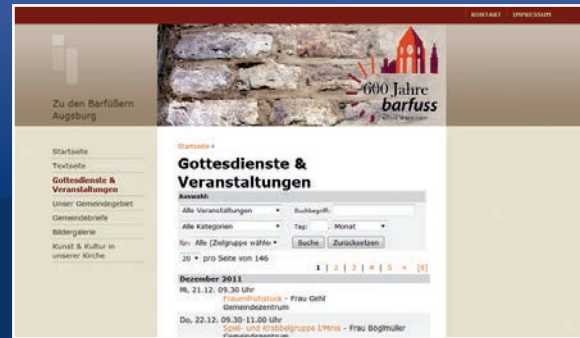 KONTAKT IMPRESSUM
600 Jahre
barfuss
Zu den Barfüßern
Augsburg
Startseite
Textseite
Gottesdienste &
Veranstaltungen
Unser Gemeindegebiet
Gemeindebriefe
Bildergalerie
Kunst & Kultur in
unserer Kirche
Startseite ›
Gottesdienste &
Veranstaltungen
Auswahl:
Alle Veranstaltungen Suchbegriff:
Alle Kategorien Tag: . Monat
für: Alle (Zielgruppe wähle Suche Zurücksetzen
20 pro Seite von 146
1 | 2 | 3 | 4 | 5 » [8]
Dezember 2011
Mi, 21.12. 09.30 Uhr
Frauenfrühstück - Frau Gehl
Gemeindezentrum
Do, 22.12. 09.30-11.00 Uhr
Spiel- und Krabbelgruppe I/Minis - Frau Böglmüller
Gemeindezentrum